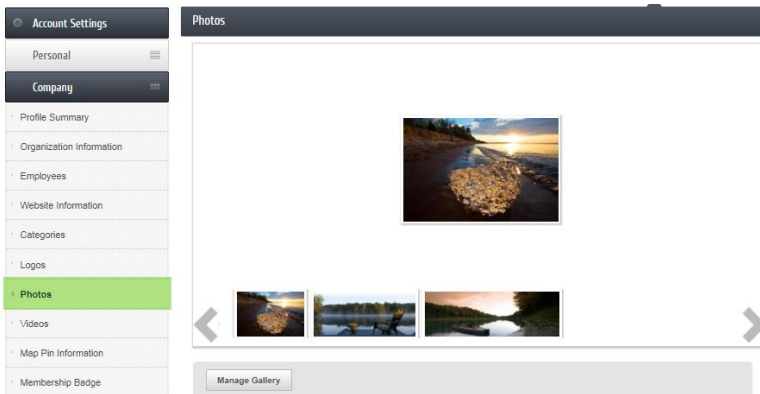 Account Settings
Personal
Company
Profile Summary
Organization Information
Employees
Website Information
Categories
Logos
Photos
Videos
Map Pin Information
Membership Badge
Photos
Manage Gallery